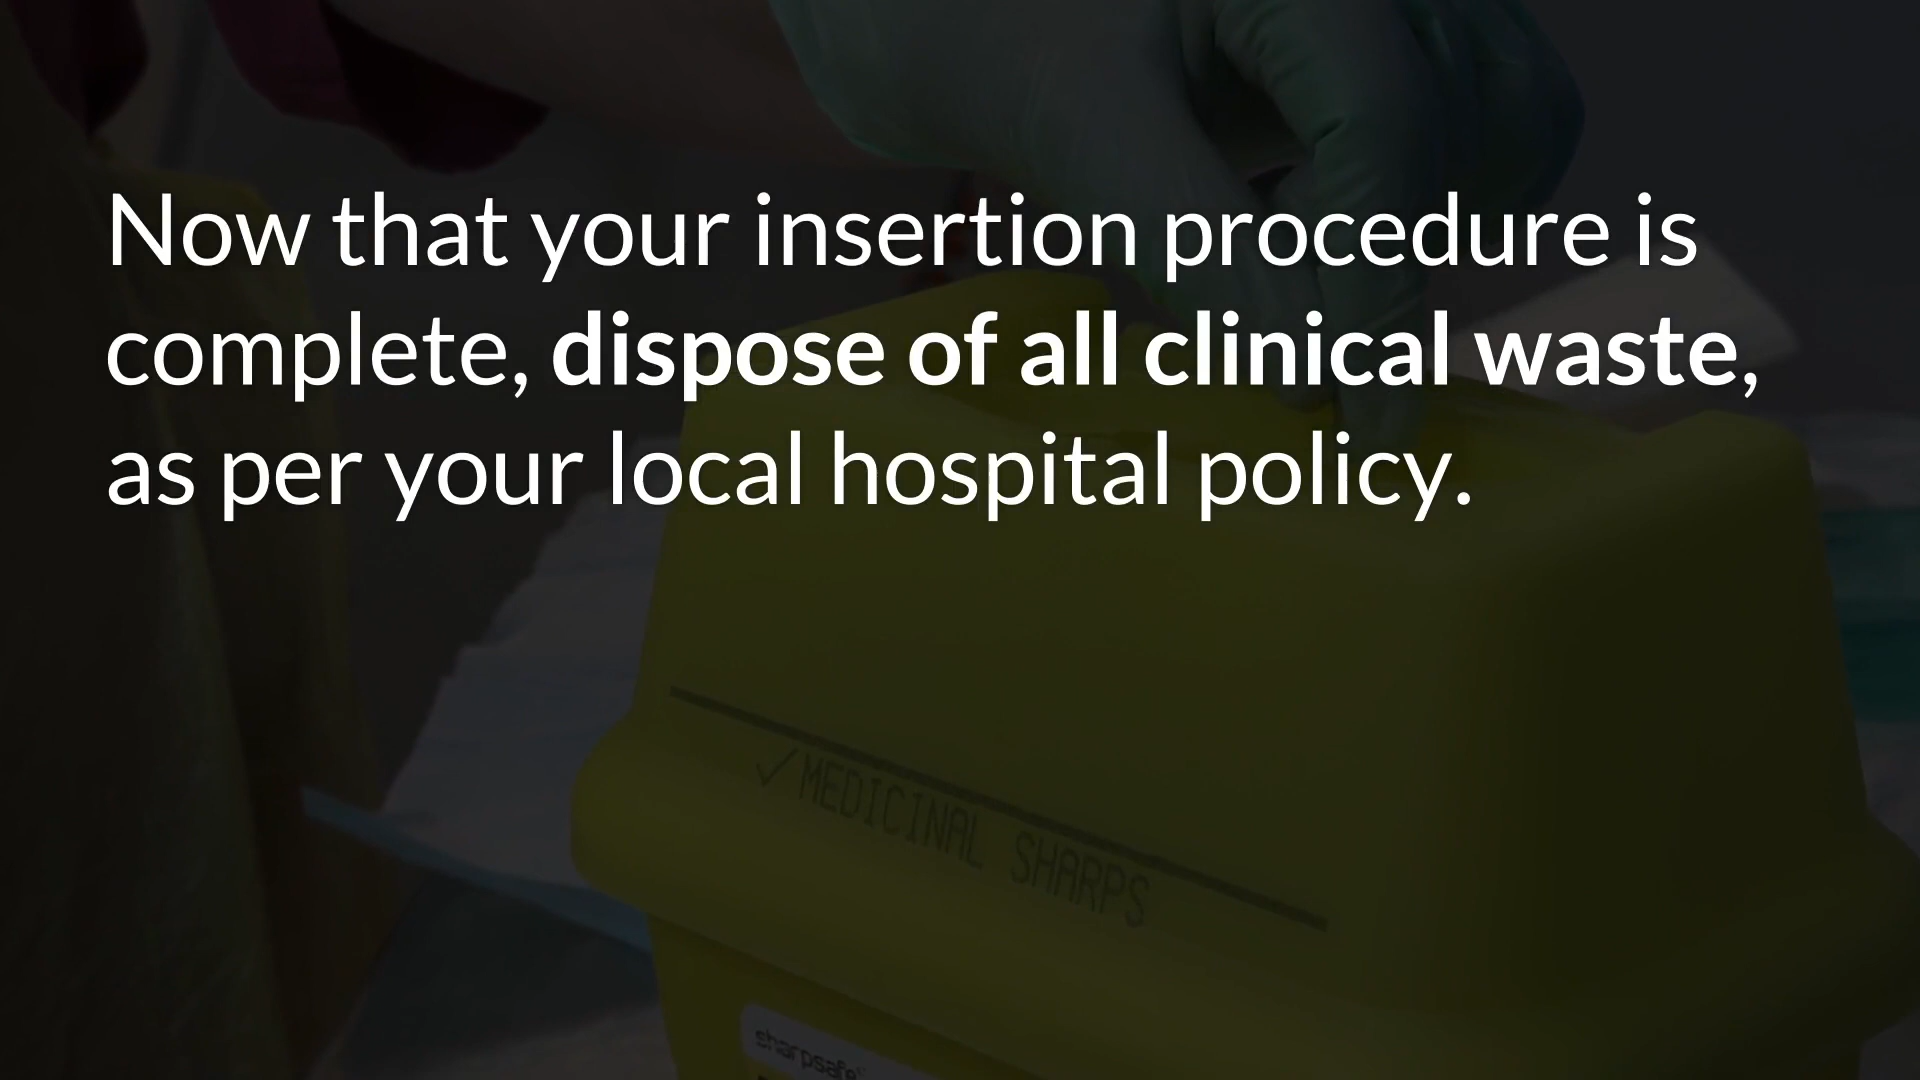 Now that your insertion procedure is
complete, dispose of all clinical waste,
as per your local hospital policy.
✓MEDICINAL SHARPS
sharpsafe